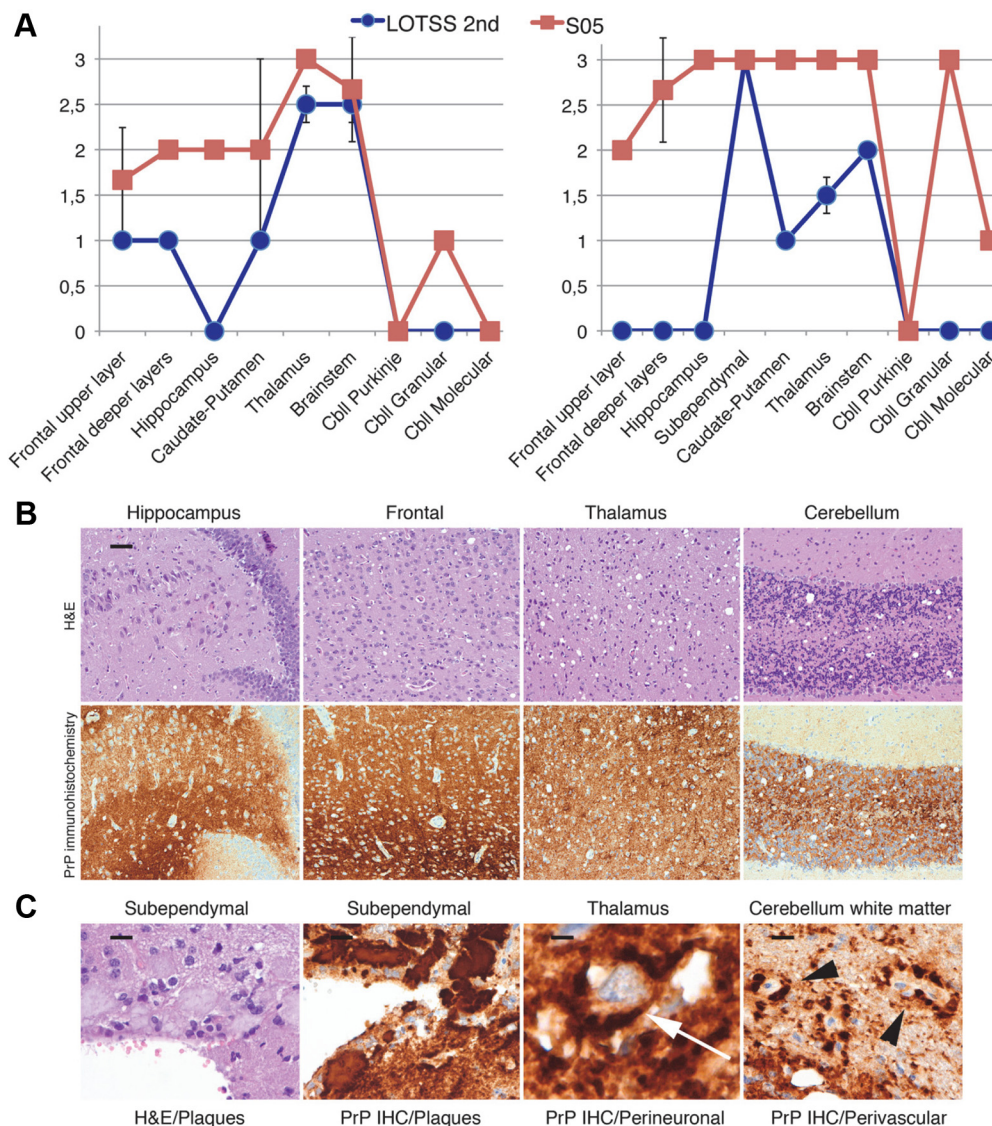 A
LOTSS 2nd
S05
3
2,5
2
1,5
1
0,5
0
Frontal upper layer
Frontal deeper layers
Hippocampus
Caudate-Putamen
Thalamus
Brainstem
Cbll Purkinje
Cbll Granular
Cbll Molecular
3
2,5
2
1,5
1
0,5
0
Frontal upper layer
Frontal deeper layers
Hippocampus
Subependymal
Caudate-Putamen
Thalamus
Brainstem
Cbll Purkinje
Cbll Granular
Cbll Molecular
B
Hippocampus
Frontal
Thalamus
Cerebellum
H&E
PrP immunohistochemistry
C
Subependymal
Subependymal
Thalamus
Cerebellum white matter
H&E/Plaques
PrP IHC/Plaques
PrP IHC/Perineuronal
PrP IHC/Perivascular